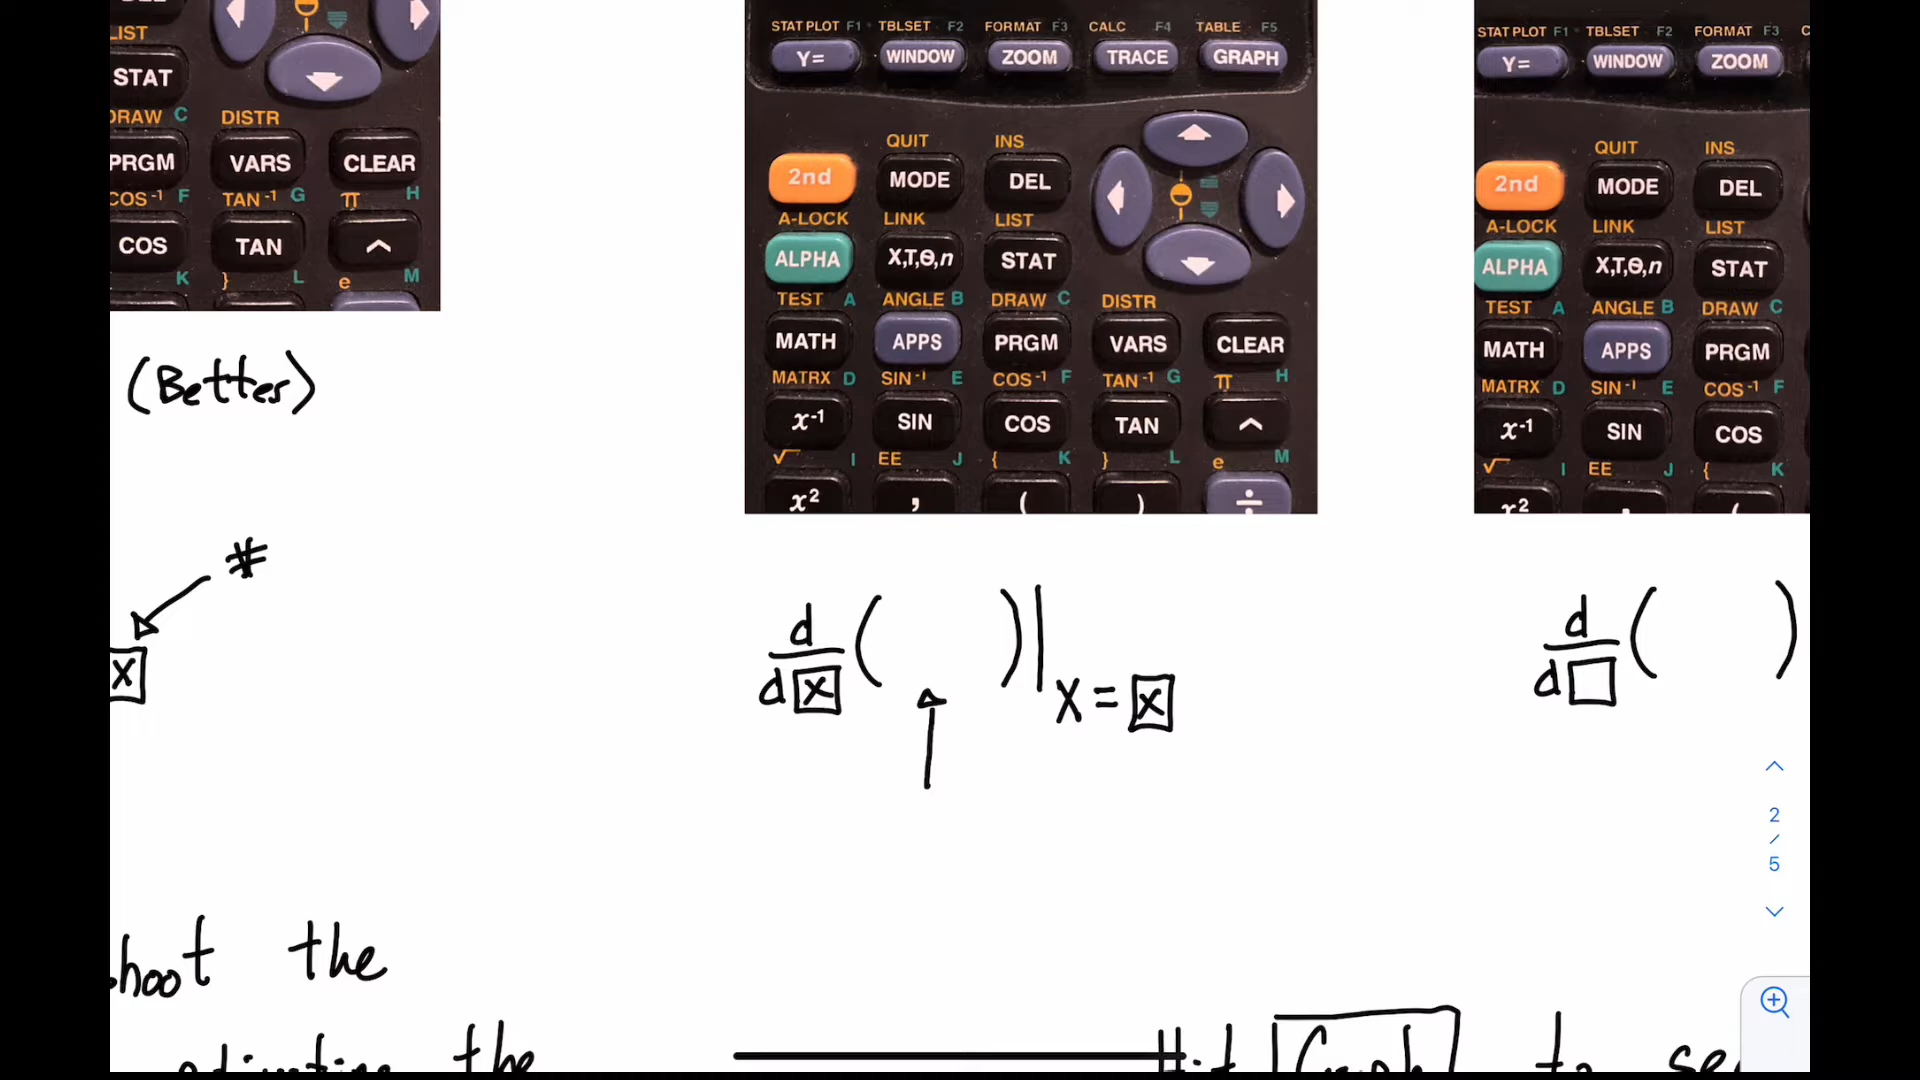 LIST
STAT
DRAW C DISTR
PRGM VARS CLEAR
COS⁻¹ F TAN⁻¹ G π H
COS TAN ^
K } L e M
(Better)
#
x
hoot the
the
STAT PLOT F1 TBLSET F2 FORMAT F3 CALC F4 TABLE F5
Y= WINDOW ZOOM TRACE GRAPH
QUIT INS
2nd MODE DEL
A-LOCK LINK LIST
ALPHA X,T,Θ,n STAT
TEST A ANGLE B DRAW C DISTR
MATH APPS PRGM VARS CLEAR
MATRX D SIN⁻¹ E COS⁻¹ F TAN⁻¹ G π H
x⁻¹ SIN COS TAN ^
√ I EE J { K } L e M
x² , ( ) ÷
d/dx ( )|x = x
Hit Graph to se
STAT PLOT F1 TBLSET F2 FORMAT F3 C
Y= WINDOW ZOOM
QUIT INS
2nd MODE DEL
A-LOCK LINK LIST
ALPHA X,T,Θ,n STAT
TEST A ANGLE B DRAW C
MATH APPS PRGM
MATRX D SIN⁻¹ E COS⁻¹ F
x⁻¹ SIN COS
√ I EE J { K
x² , (
d/d□ ( )
2
/
5